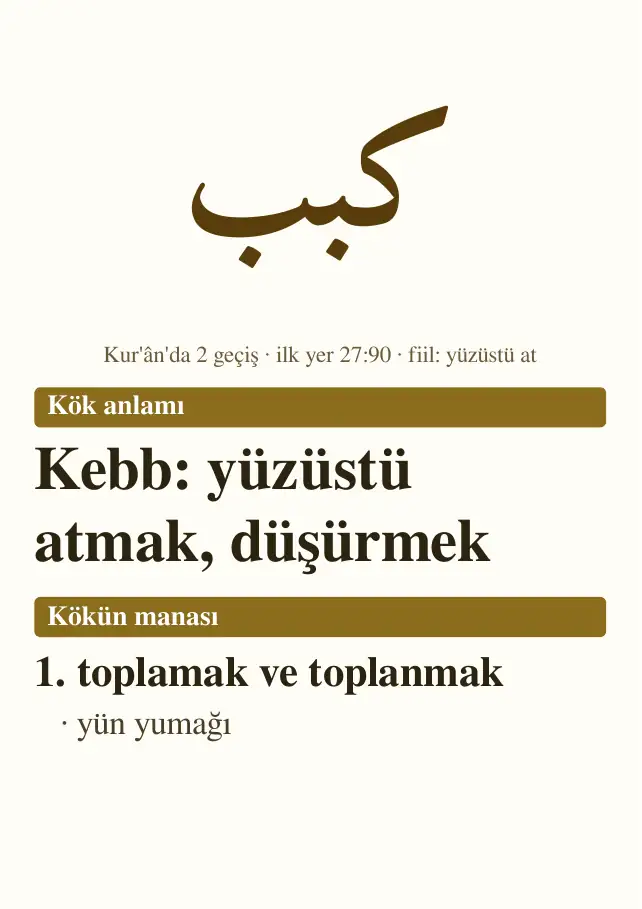 كبب
Kur'ân'da 2 geçiş · ilk yer 27:90 · fiil: yüzüstü at
Kök anlamı
Kebb: yüzüstü
atmak, düşürmek
Kökün manası
1. toplamak ve toplanmak
· yün yumağı